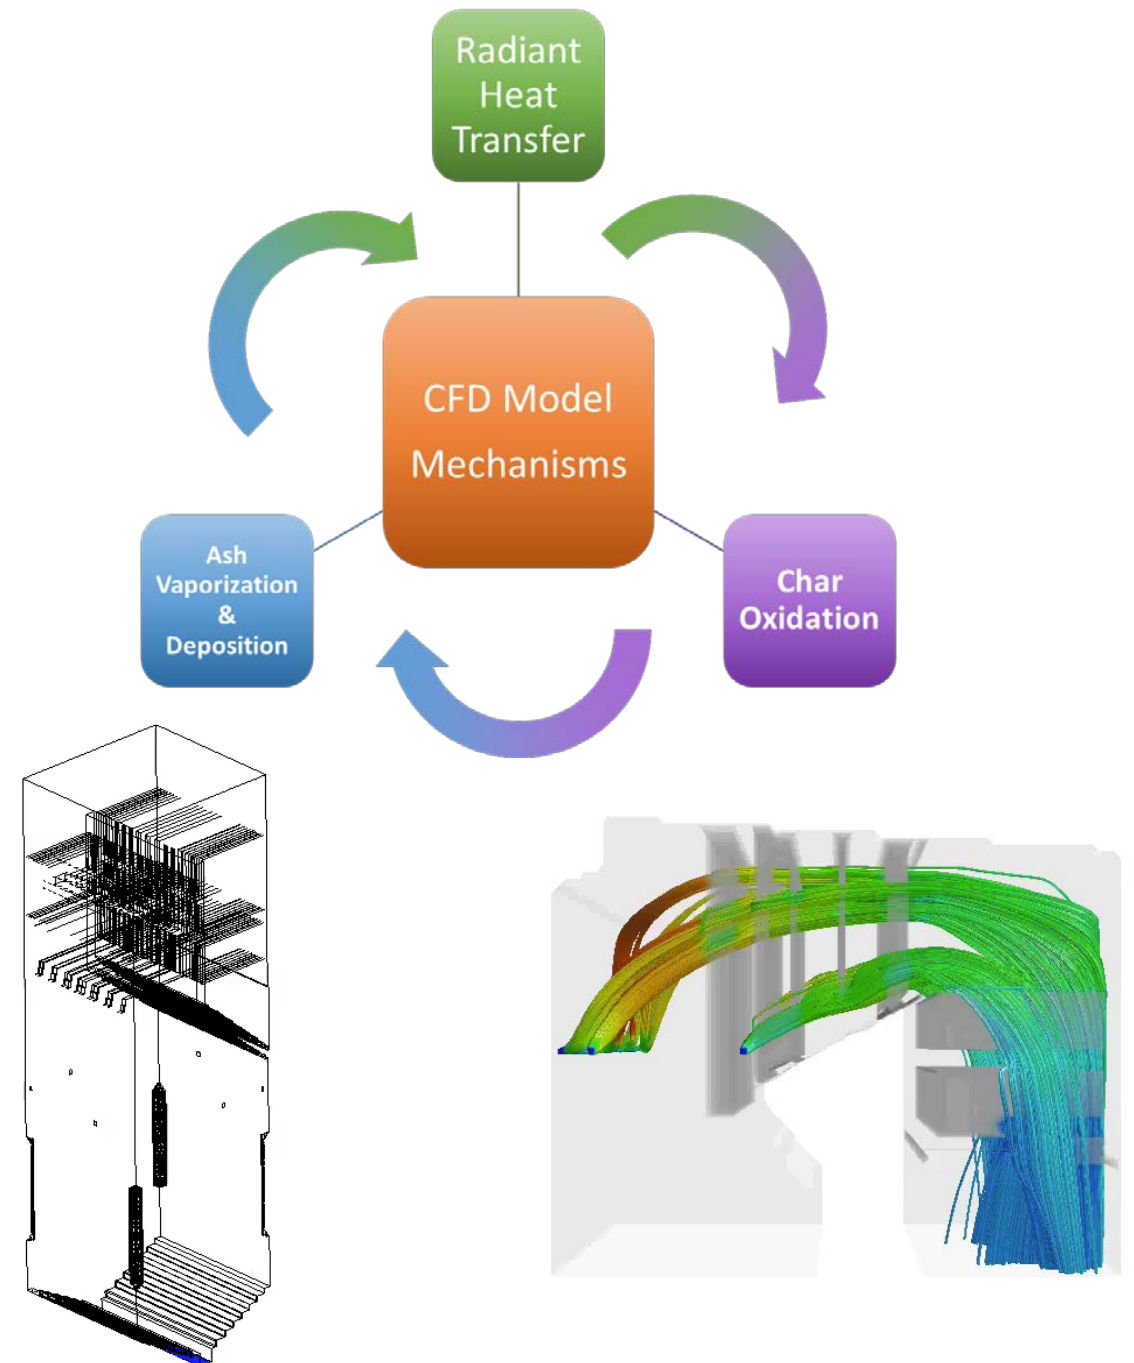 Radiant
Heat
Transfer
CFD Model
Mechanisms
Ash
Vaporization
&
Deposition
Char
Oxidation